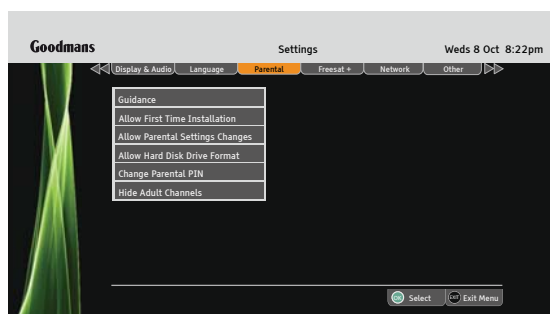 Goodmans
Settings
Weds 8 Oct 8:22pm
Display & Audio Language Parental Freesat + Network Other
Guidance
Allow First Time Installation
Allow Parental Settings Changes
Allow Hard Disk Drive Format
Change Parental PIN
Hide Adult Channels
OK Select EXIT Exit Menu